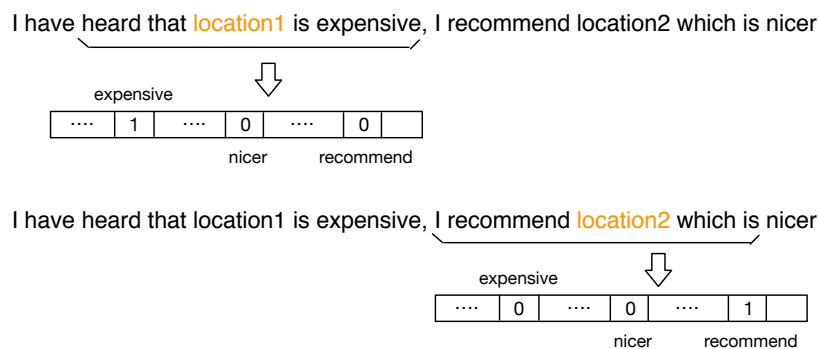 I have heard that location1 is expensive, I recommend location2 which is nicer
expensive
.... 1 .... 0 .... 0
nicer recommend
I have heard that location1 is expensive, I recommend location2 which is nicer
expensive
.... 0 .... 0 .... 1
nicer recommend